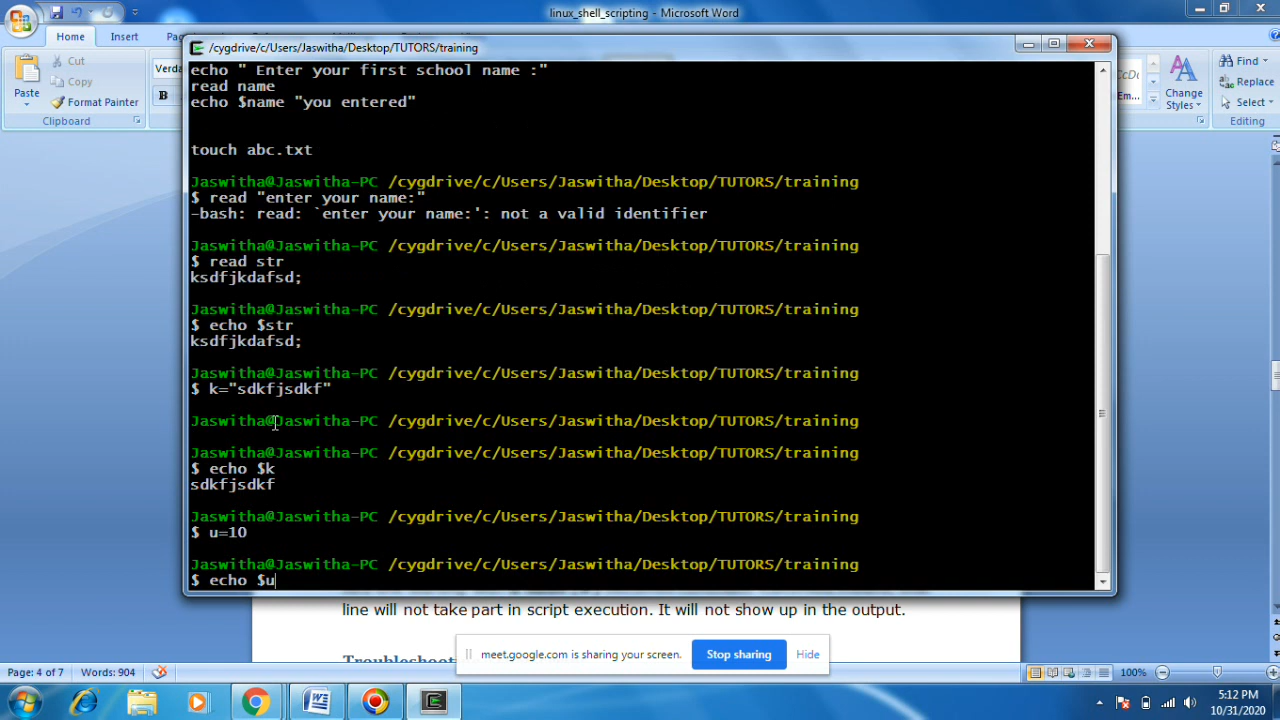 linux_shell_scripting - Microsoft Word
Home
Insert
Cut
Copy
Paste
Format Painter
Clipboard
Verda
B
Change
Styles
Find
Replace
Select
Editing
/cygdrive/c/Users/Jaswitha/Desktop/TUTORS/training
echo " Enter your first school name :"
read name
echo $name "you entered"
touch abc.txt
Jaswitha@Jaswitha-PC /cygdrive/c/Users/Jaswitha/Desktop/TUTORS/training
$ read "enter your name:"
-bash: read: `enter your name:': not a valid identifier
Jaswitha@Jaswitha-PC /cygdrive/c/Users/Jaswitha/Desktop/TUTORS/training
$ read str
ksdfjkdafsd;
Jaswitha@Jaswitha-PC /cygdrive/c/Users/Jaswitha/Desktop/TUTORS/training
$ echo $str
ksdfjkdafsd;
Jaswitha@Jaswitha-PC /cygdrive/c/Users/Jaswitha/Desktop/TUTORS/training
$ k="sdkfjsdkf"
Jaswitha@Jaswitha-PC /cygdrive/c/Users/Jaswitha/Desktop/TUTORS/training
Jaswitha@Jaswitha-PC /cygdrive/c/Users/Jaswitha/Desktop/TUTORS/training
$ echo $k
sdkfjsdkf
Jaswitha@Jaswitha-PC /cygdrive/c/Users/Jaswitha/Desktop/TUTORS/training
$ u=10
Jaswitha@Jaswitha-PC /cygdrive/c/Users/Jaswitha/Desktop/TUTORS/training
$ echo $u
line will not take part in script execution. It will not show up in the output.
meet.google.com is sharing your screen.
Stop sharing
Hide
Page: 4 of 7
Words: 904
100%
5:12 PM
10/31/2020